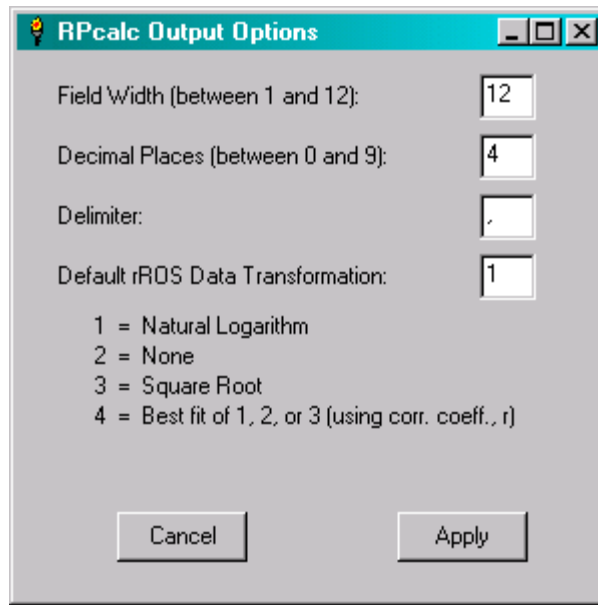 RPcalc Output Options
Field Width (between 1 and 12): 12
Decimal Places (between 0 and 9): 4
Delimiter: ,
Default rROS Data Transformation: 1
1 = Natural Logarithm
2 = None
3 = Square Root
4 = Best fit of 1, 2, or 3 (using corr. coeff., r)
Cancel Apply